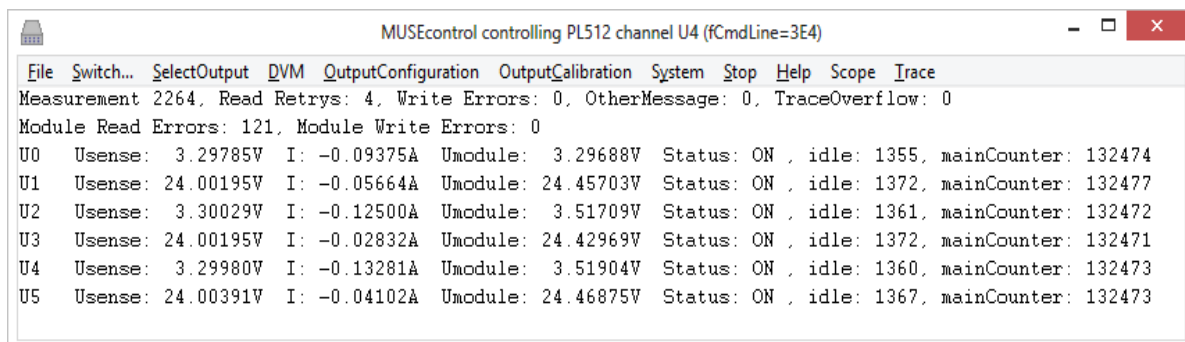 MUSEcontrol controlling PL512 channel U4 (fCmdLine=3E4)
File Switch... SelectOutput DVM OutputConfiguration OutputCalibration System Stop Help Scope Trace
Measurement 2264, Read Retrys: 4, Write Errors: 0, OtherMessage: 0, TraceOverflow: 0
Module Read Errors: 121, Module Write Errors: 0
U0 Usense: 3.29785V I: -0.09375A Umodule: 3.29688V Status: ON , idle: 1355, mainCounter: 132474
U1 Usense: 24.00195V I: -0.05664A Umodule: 24.45703V Status: ON , idle: 1372, mainCounter: 132477
U2 Usense: 3.30029V I: -0.12500A Umodule: 3.51709V Status: ON , idle: 1361, mainCounter: 132472
U3 Usense: 24.00195V I: -0.02832A Umodule: 24.42969V Status: ON , idle: 1372, mainCounter: 132471
U4 Usense: 3.29980V I: -0.13281A Umodule: 3.51904V Status: ON , idle: 1360, mainCounter: 132473
U5 Usense: 24.00391V I: -0.04102A Umodule: 24.46875V Status: ON , idle: 1367, mainCounter: 132473